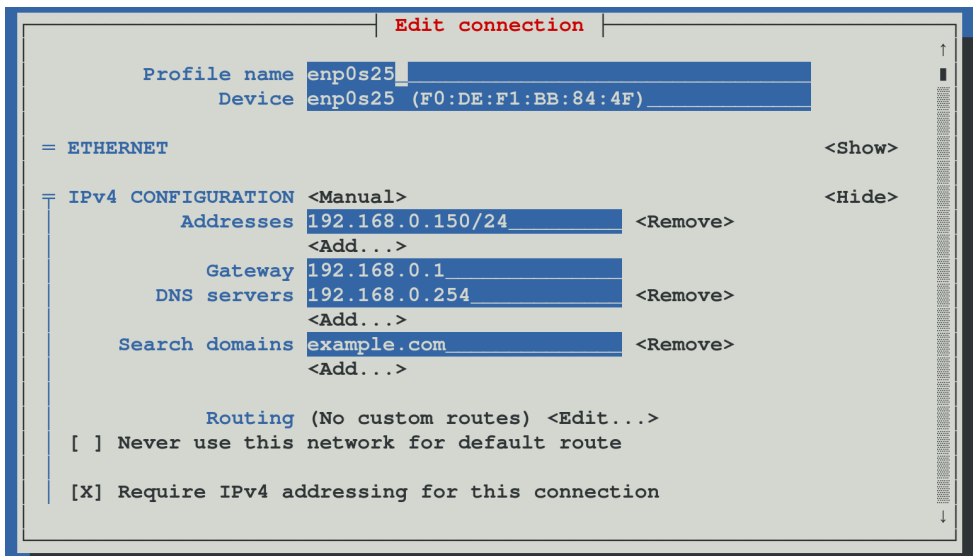 Edit connection
Profile name enp0s25_
Device enp0s25 (F0:DE:F1:BB:84:4F)
= ETHERNET <Show>
╤ IPv4 CONFIGURATION <Manual> <Hide>
Addresses 192.168.0.150/24 <Remove>
<Add...>
Gateway 192.168.0.1
DNS servers 192.168.0.254 <Remove>
<Add...>
Search domains example.com <Remove>
<Add...>
Routing (No custom routes) <Edit...>
[ ] Never use this network for default route
[X] Require IPv4 addressing for this connection